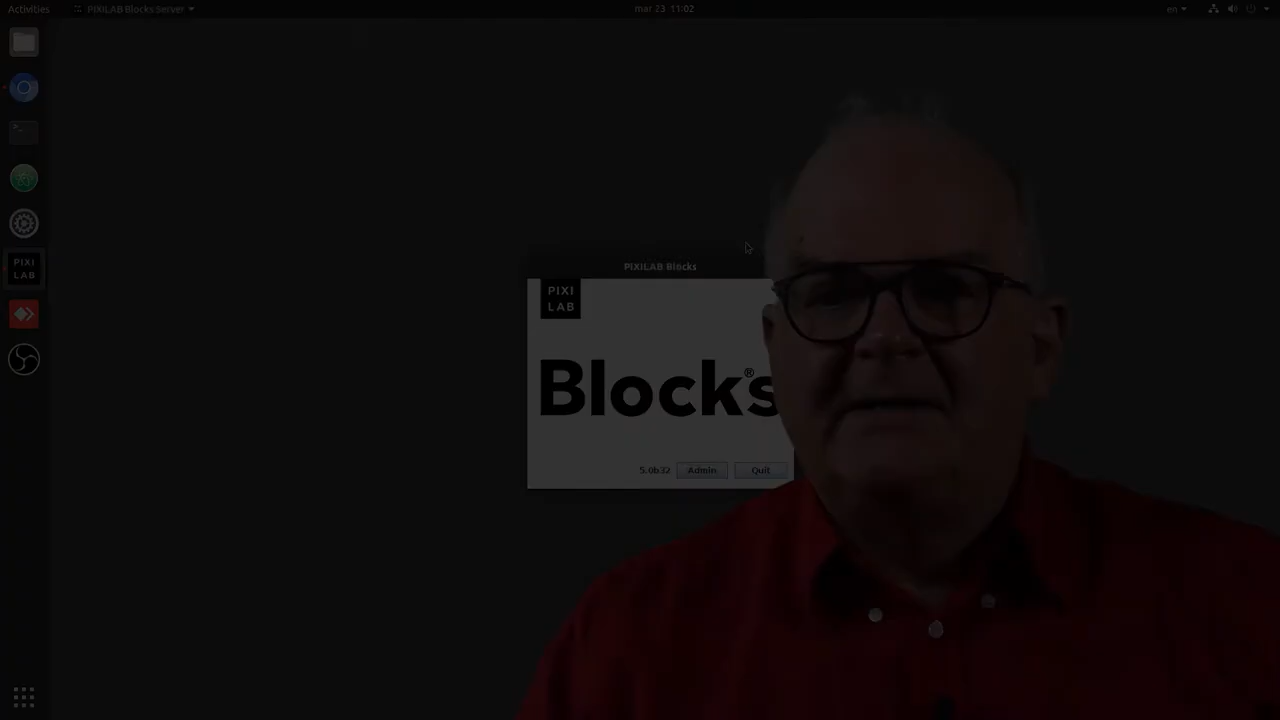 Activities
PIXILAB Blocks Server
mar 23 11:02
en
PIXILAB Blocks
PIXI
LAB
PIXI
LAB
Blocks®
5.0b32
Admin
Quit